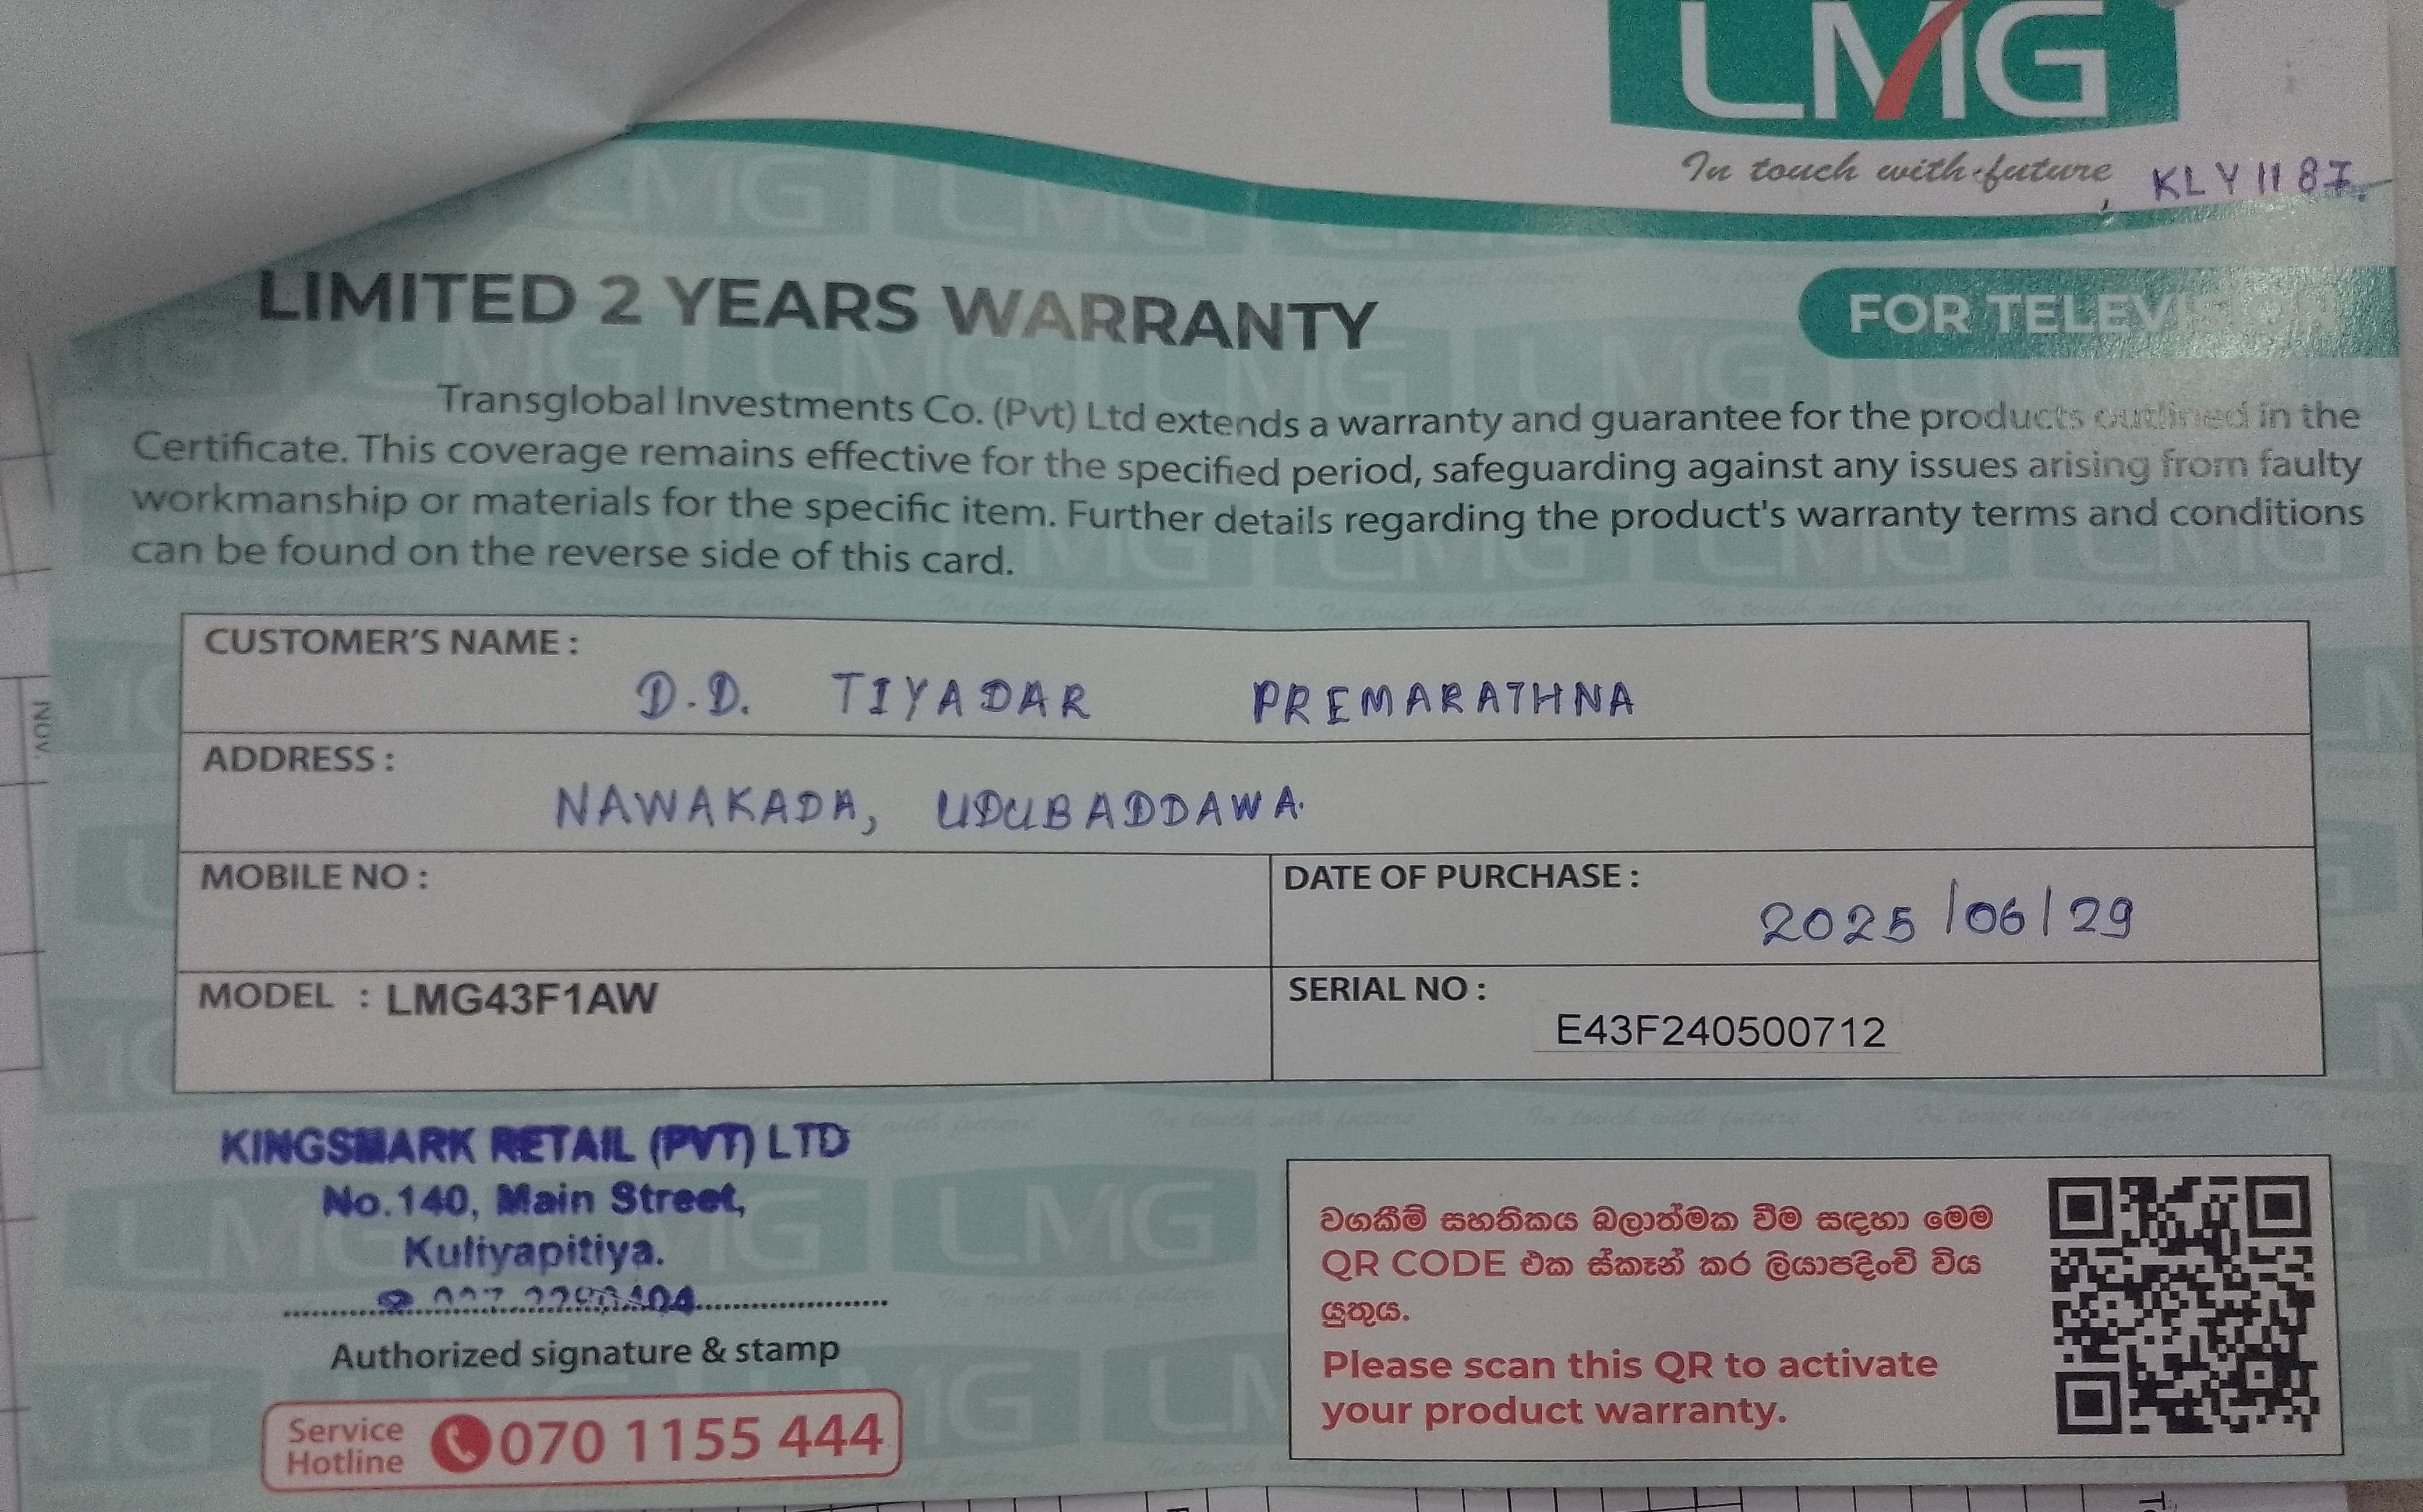 LMG
In touch with future
KLY1187
LIMITED 2 YEARS WARRANTY
FOR TELEVISION
Transglobal Investments Co. (Pvt) Ltd extends a warranty and guarantee for the products outlined in the
Certificate. This coverage remains effective for the specified period, safeguarding against any issues arising from faulty
workmanship or materials for the specific item. Further details regarding the product's warranty terms and conditions
can be found on the reverse side of this card.
CUSTOMER'S NAME :
D.D. TIYADAR PREMARATHNA
ADDRESS :
NAWAKADA, UDUBADDAWA.
MOBILE NO :
DATE OF PURCHASE :
2025/06/29
MODEL : LMG43F1AW
SERIAL NO :
E43F240500712
KINGSMARK RETAIL (PVT) LTD
No.140, Main Street,
Kuliyapitiya.
Authorized signature & stamp
Service
Hotline
070 1155 444
වගකීම් සහතිකය බලාත්මක වීම සඳහා මෙම
QR CODE එක ස්කෑන් කර ලියාපදිංචි විය
යුතුය.
Please scan this QR to activate
your product warranty.
NOV.